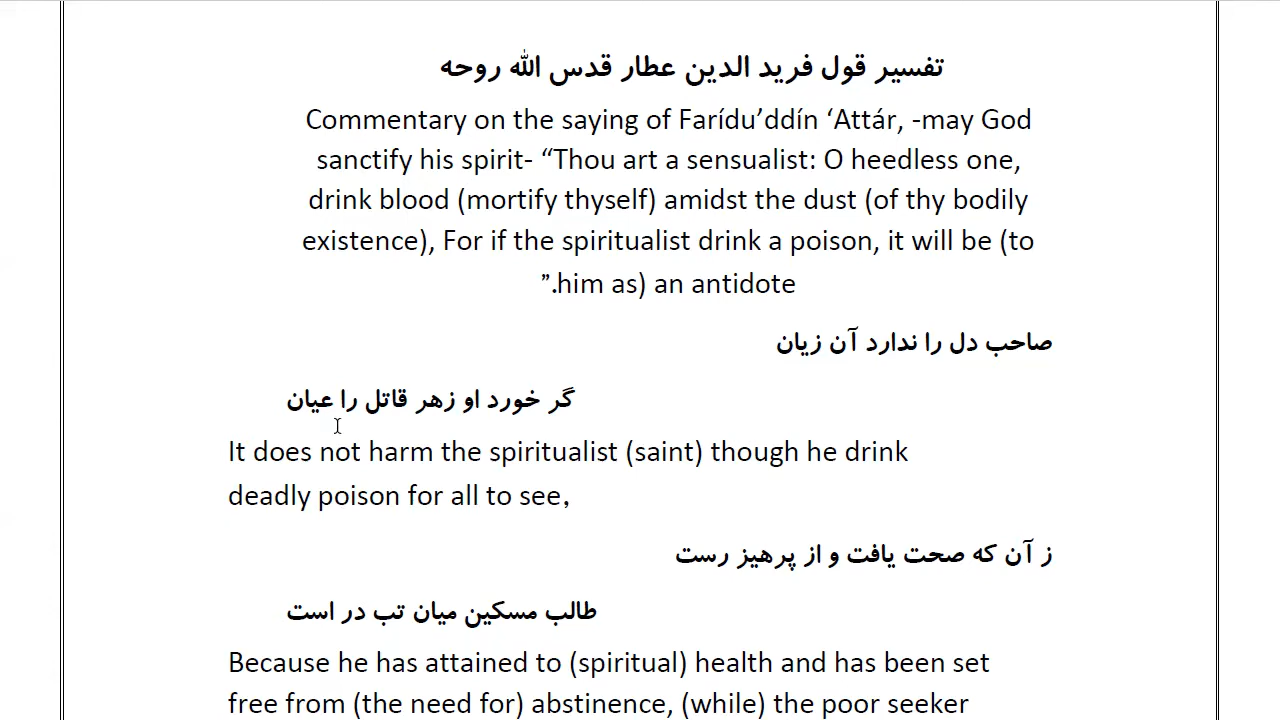 تفسیر قول فرید الدین عطار قدس الله روحه
Commentary on the saying of Farídu’ddín ‘Attár, -may God
sanctify his spirit- “Thou art a sensualist: O heedless one,
drink blood (mortify thyself) amidst the dust (of thy bodily
existence), For if the spiritualist drink a poison, it will be (to
”.him as) an antidote
صاحب دل را ندارد آن زیان
گر خورد او زهر قاتل را عیان
It does not harm the spiritualist (saint) though he drink
deadly poison for all to see,
ز آن که صحت یافت و از پرهیز رست
طالب مسکین میان تب در است
Because he has attained to (spiritual) health and has been set
free from (the need for) abstinence, (while) the poor seeker